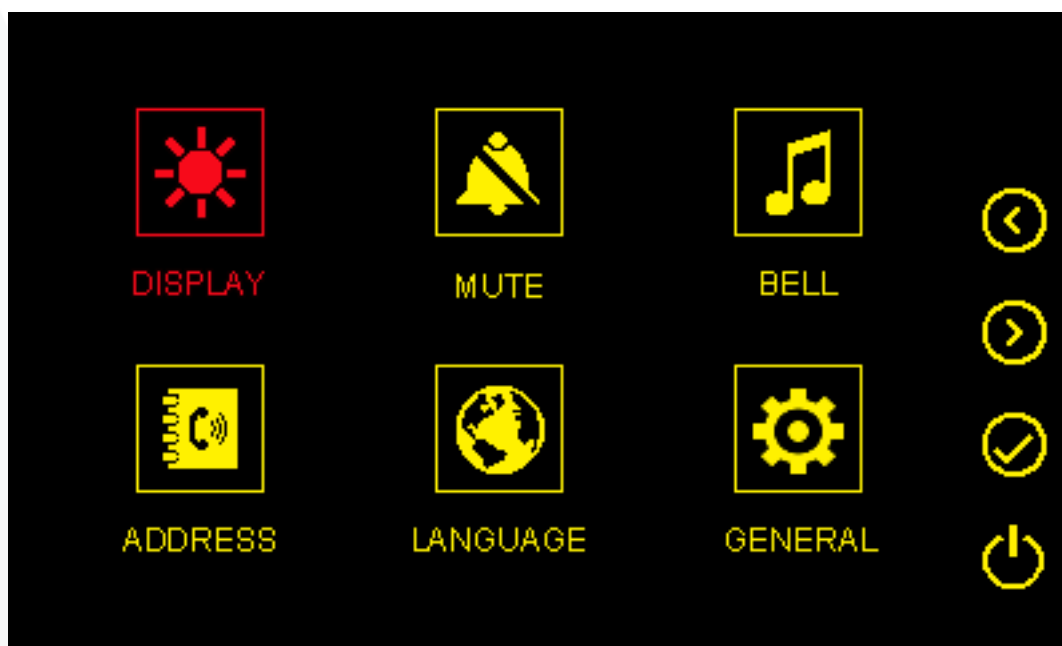 DISPLAY
MUTE
BELL
ADDRESS
LANGUAGE
GENERAL